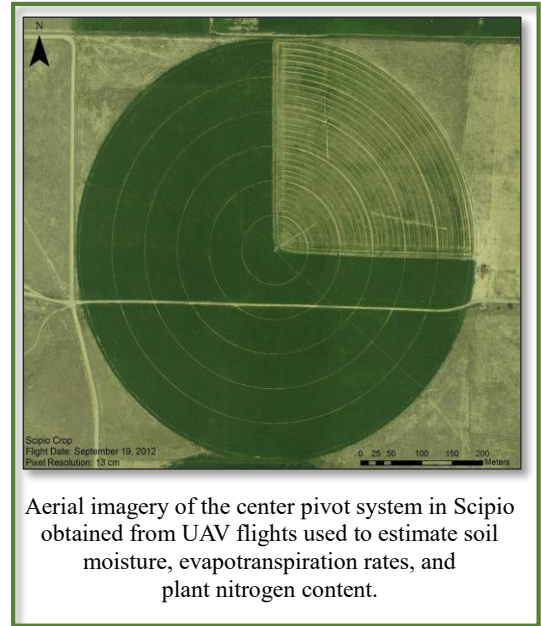 N
Scipio Crop
Flight Date: September 19, 2012
Pixel Resolution: 13 cm
0 25 50 100 150 200
Meters
Aerial imagery of the center pivot system in Scipio
obtained from UAV flights used to estimate soil
moisture, evapotranspiration rates, and
plant nitrogen content.